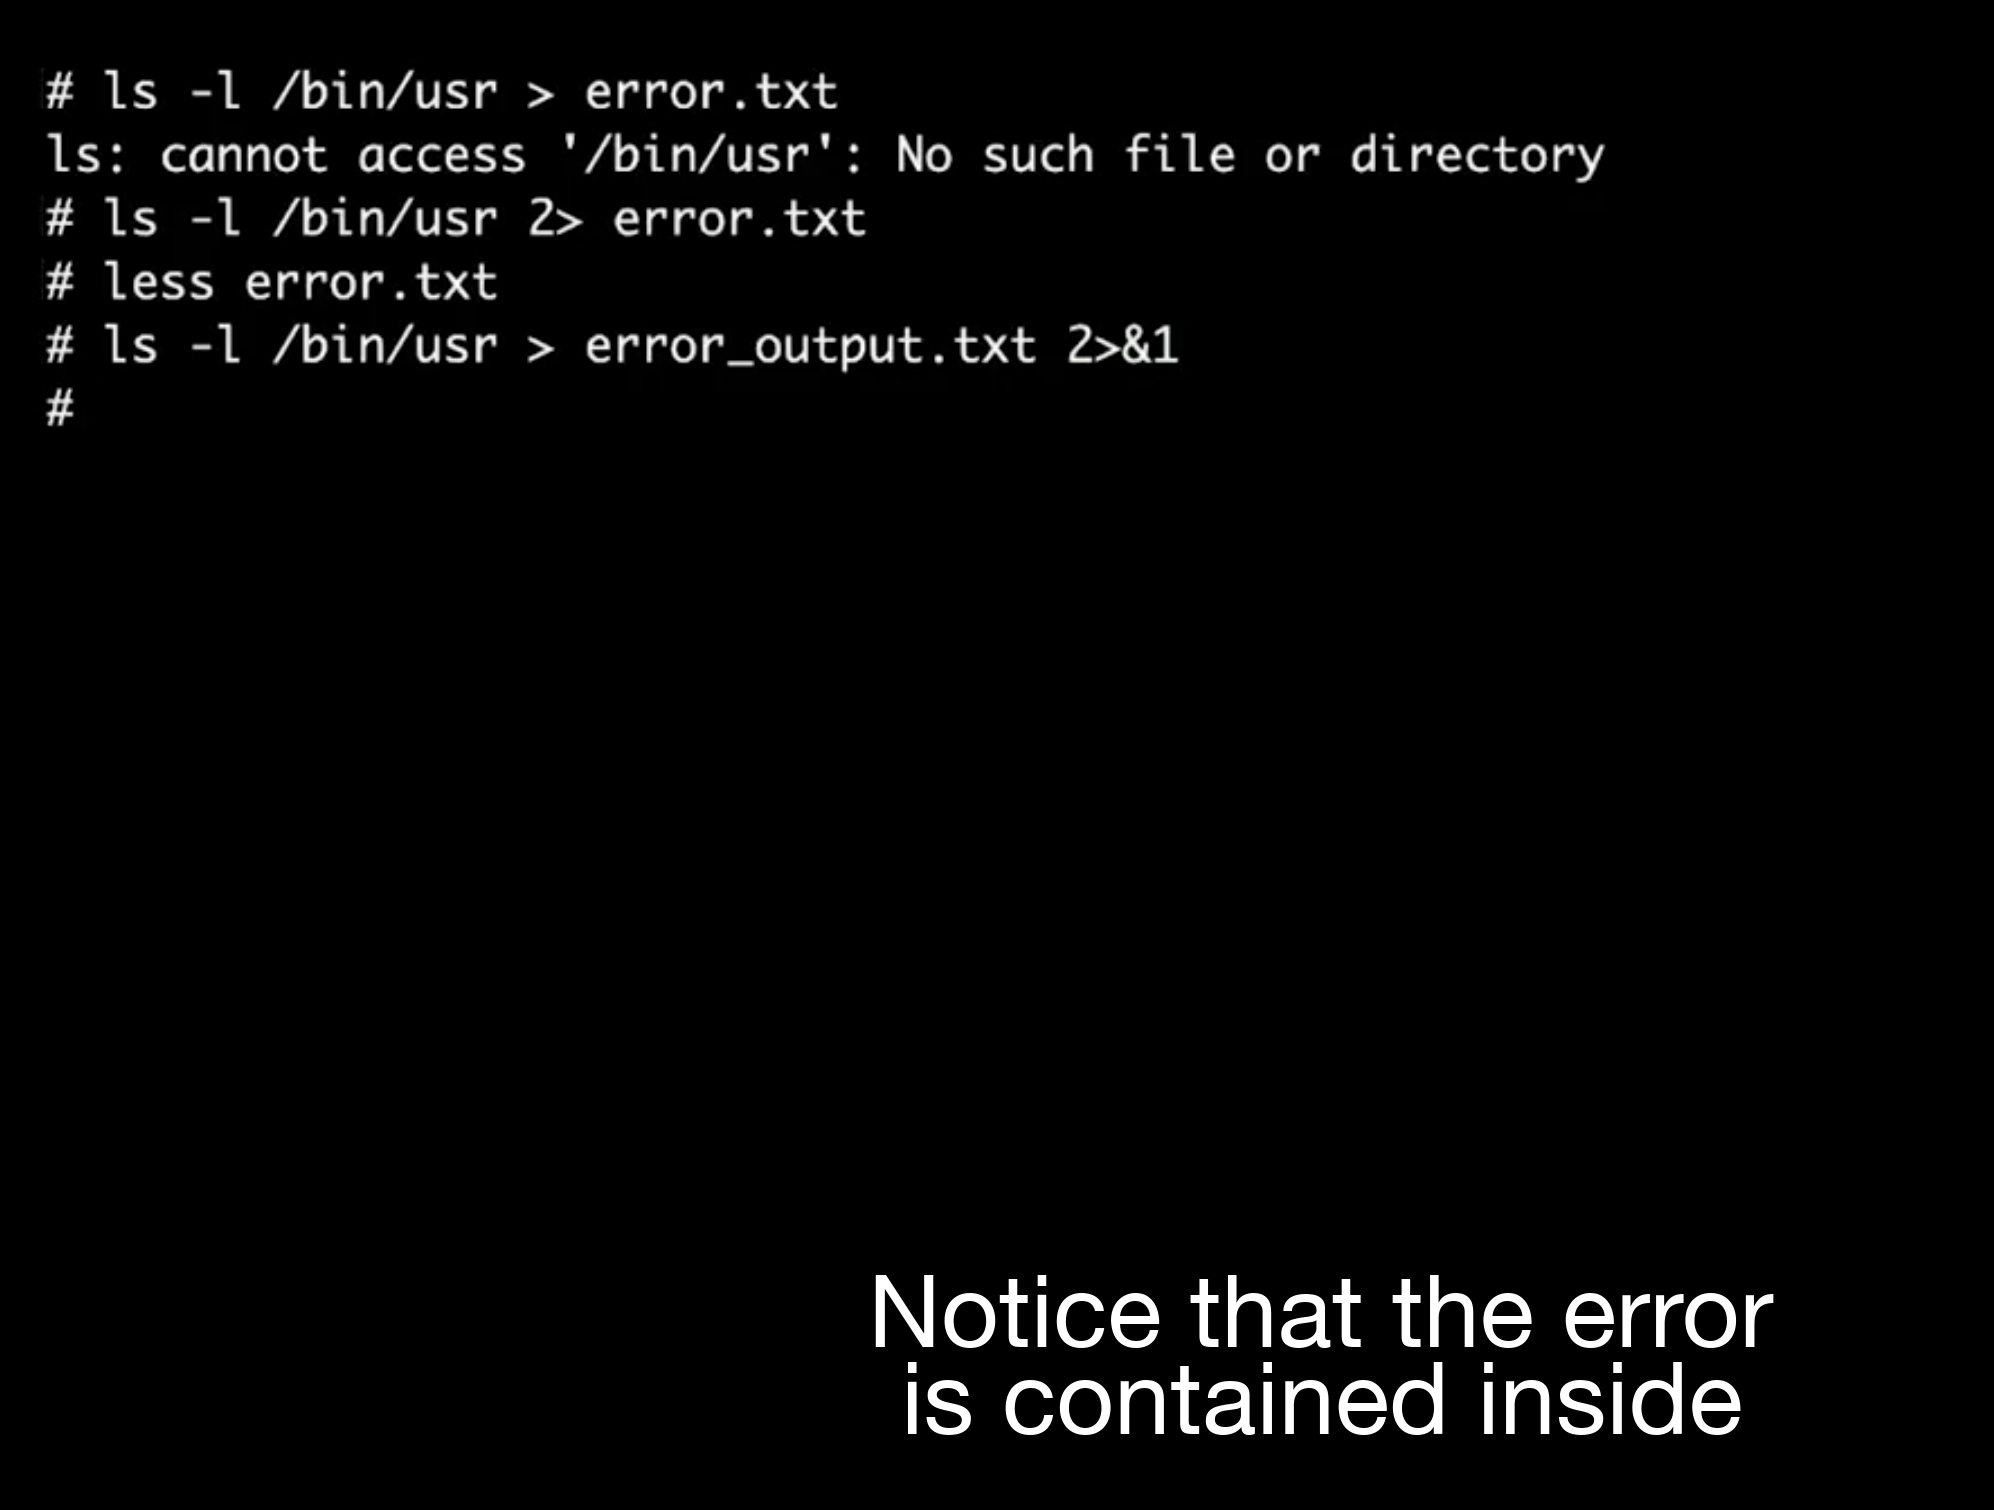 # ls -l /bin/usr > error.txt
ls: cannot access '/bin/usr': No such file or directory
# ls -l /bin/usr 2> error.txt
# less error.txt
# ls -l /bin/usr > error_output.txt 2>&1
#
Notice that the error
is contained inside